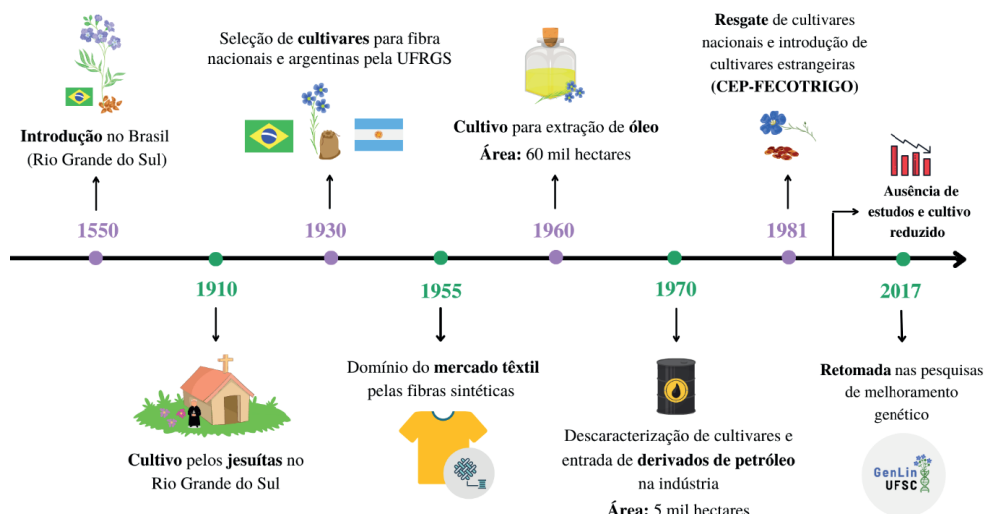 Introdução no Brasil
(Rio Grande do Sul)
1550
Seleção de cultivares para fibra
nacionais e argentinas pela UFRGS
1930
Cultivo para extração de óleo
Área: 60 mil hectares
1960
Resgate de cultivares
nacionais e introdução de
cultivares estrangeiras
(CEP-FECOTRIGO)
1981
Ausência de
estudos e cultivo
reduzido
1910
Cultivo pelos jesuítas no
Rio Grande do Sul
1955
Domínio do mercado têxtil
pelas fibras sintéticas
1970
Descaracterização de cultivares e
entrada de derivados de petróleo
na indústria
Área: 5 mil hectares
2017
Retomada nas pesquisas
de melhoramento
genético
GenLin
UFSC